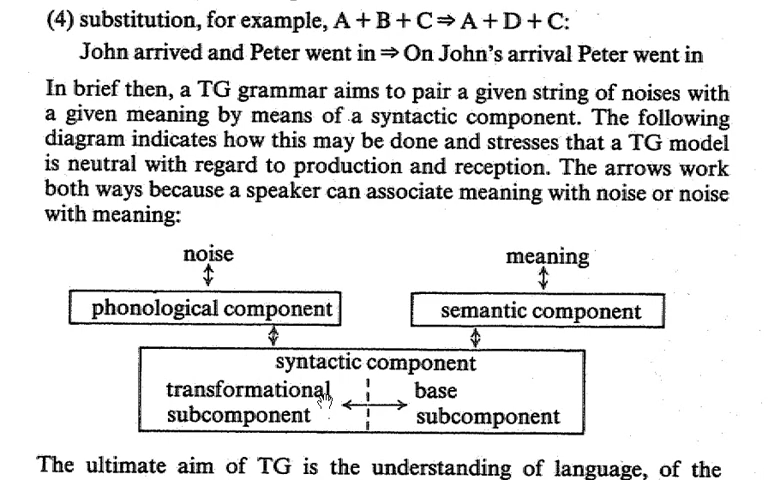 (4) substitution, for example, A + B + C ⇒ A + D + C:
John arrived and Peter went in ⇒ On John's arrival Peter went in
In brief then, a TG grammar aims to pair a given string of noises with
a given meaning by means of a syntactic component. The following
diagram indicates how this may be done and stresses that a TG model
is neutral with regard to production and reception. The arrows work
both ways because a speaker can associate meaning with noise or noise
with meaning:
noise
meaning
phonological component
semantic component
syntactic component
transformational
base
subcomponent
subcomponent
The ultimate aim of TG is the understanding of language, of the